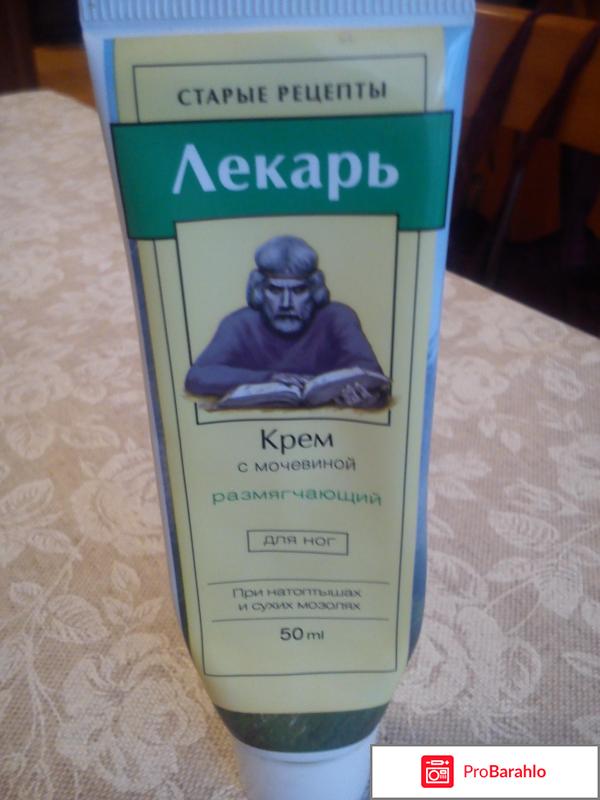 СТАРЫЕ РЕЦЕПТЫ
Лекарь
Крем
с мочевиной
размягчающий
для ног
При натоптышах
и сухих мозолях
50 ml
ProBarahlo